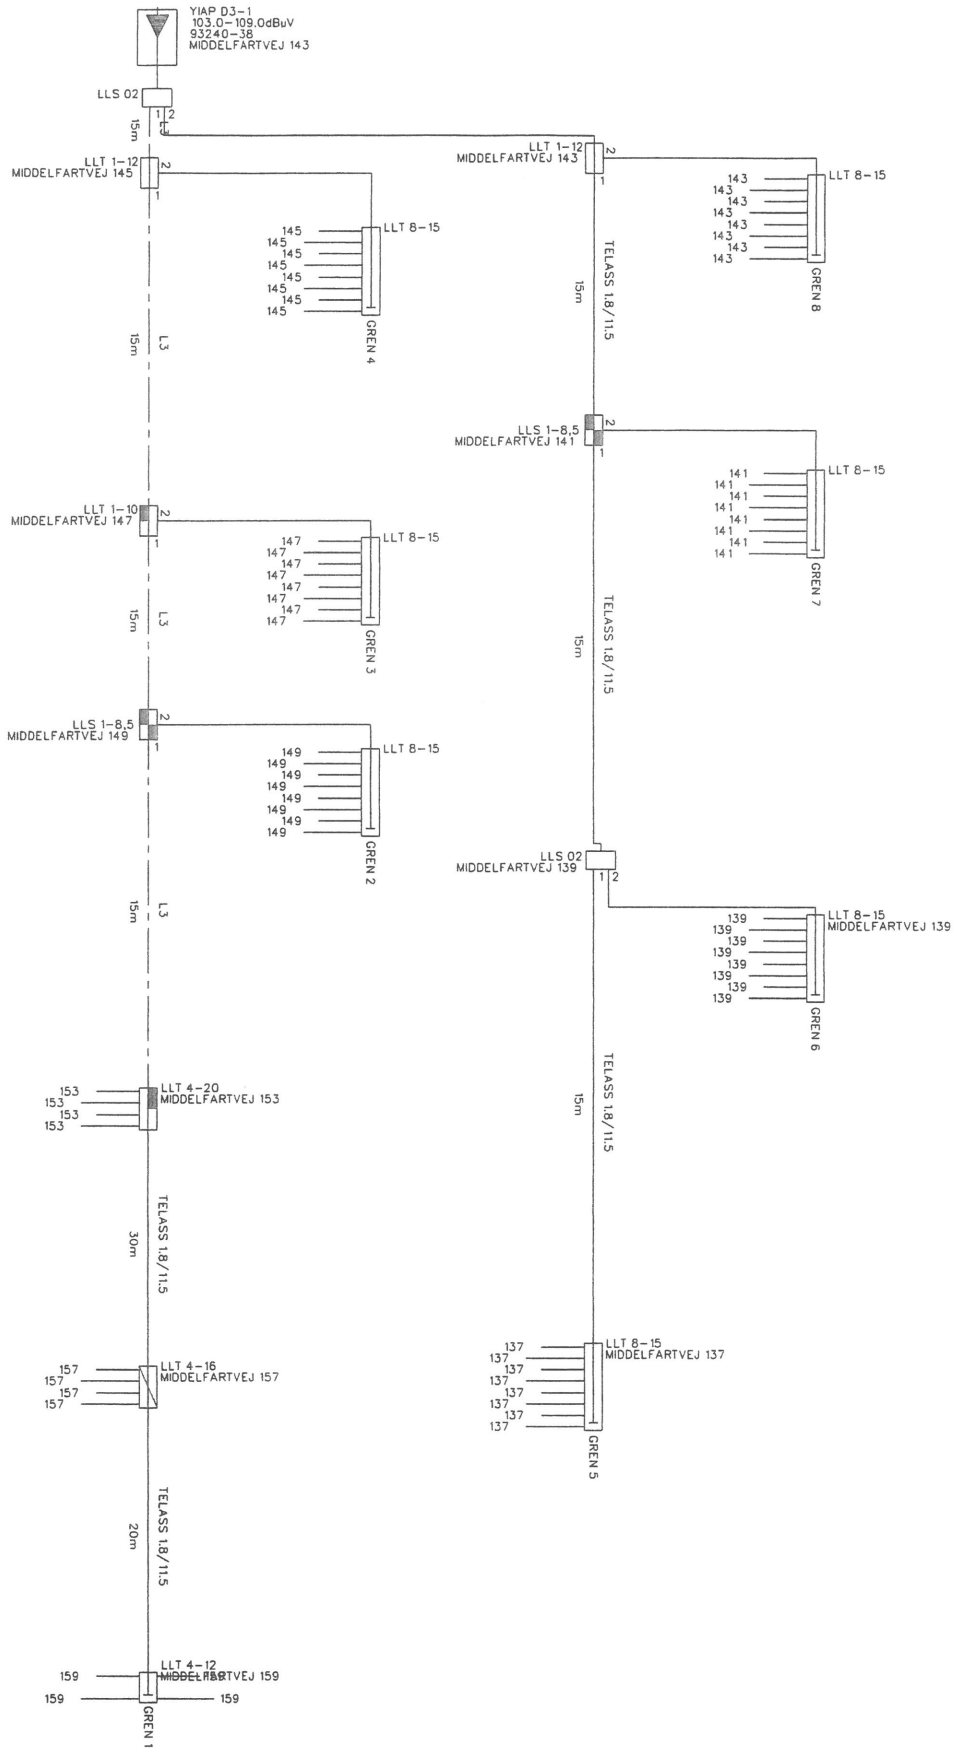 YIAP D3-1
103.0-109.0dBuV
93240-38
MIDDELFARTVEJ 143
LLS 02
1 2
15m
L3
LLT 1-12
MIDDELFARTVEJ 145
2
1
LLT 8-15
145
145
145
145
145
145
145
145
GREN 4
L3
15m
LLT 1-10
MIDDELFARTVEJ 147
2
1
LLT 8-15
147
147
147
147
147
147
147
147
GREN 3
L3
15m
LLS 1-8,5
MIDDELFARTVEJ 149
2
1
LLT 8-15
149
149
149
149
149
149
149
149
GREN 2
L3
15m
LLT 4-20
MIDDELFARTVEJ 153
153
153
153
153
TELASS 1.8/11.5
30m
LLT 4-16
MIDDELFARTVEJ 157
157
157
157
157
TELASS 1.8/11.5
20m
LLT 4-12
MIDDELFARTVEJ 159
159
159
159
159
GREN 1
LLT 1-12
MIDDELFARTVEJ 143
2
1
LLT 8-15
143
143
143
143
143
143
143
143
GREN 8
TELASS 1.8/11.5
15m
LLS 1-8,5
MIDDELFARTVEJ 141
2
1
LLT 8-15
141
141
141
141
141
141
141
141
GREN 7
TELASS 1.8/11.5
15m
LLS 02
MIDDELFARTVEJ 139
1 2
LLT 8-15
MIDDELFARTVEJ 139
139
139
139
139
139
139
139
139
GREN 6
TELASS 1.8/11.5
15m
LLT 8-15
MIDDELFARTVEJ 137
137
137
137
137
137
137
137
137
GREN 5